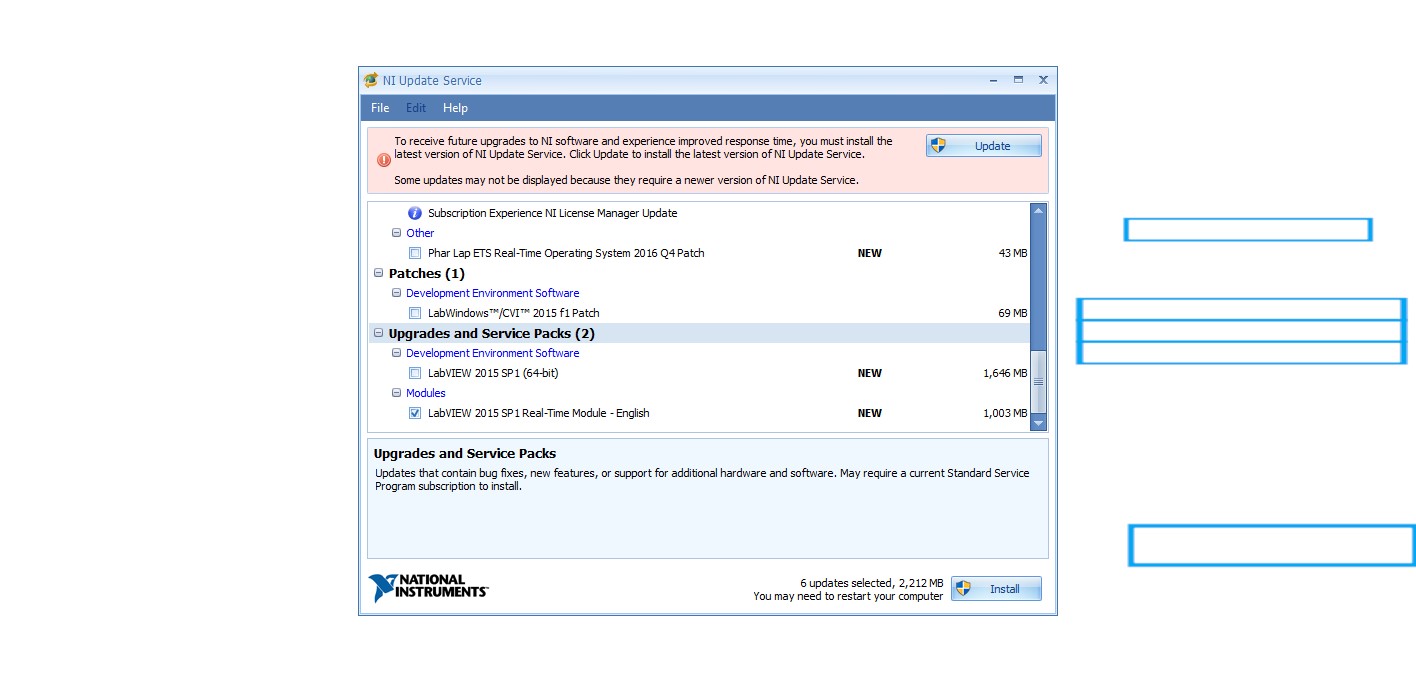 NI Update Service
File Edit Help
To receive future upgrades to NI software and experience improved response time, you must install the
latest version of NI Update Service. Click Update to install the latest version of NI Update Service.
Some updates may not be displayed because they require a newer version of NI Update Service.
Update
Subscription Experience NI License Manager Update
Other
Phar Lap ETS Real-Time Operating System 2016 Q4 Patch NEW 43 MB
Patches (1)
Development Environment Software
LabWindows™/CVI™ 2015 f1 Patch 69 MB
Upgrades and Service Packs (2)
Development Environment Software
LabVIEW 2015 SP1 (64-bit) NEW 1,646 MB
Modules
LabVIEW 2015 SP1 Real-Time Module - English NEW 1,003 MB
Upgrades and Service Packs
Updates that contain bug fixes, new features, or support for additional hardware and software. May require a current Standard Service
Program subscription to install.
NATIONAL
INSTRUMENTS™
6 updates selected, 2,212 MB
You may need to restart your computer
Install